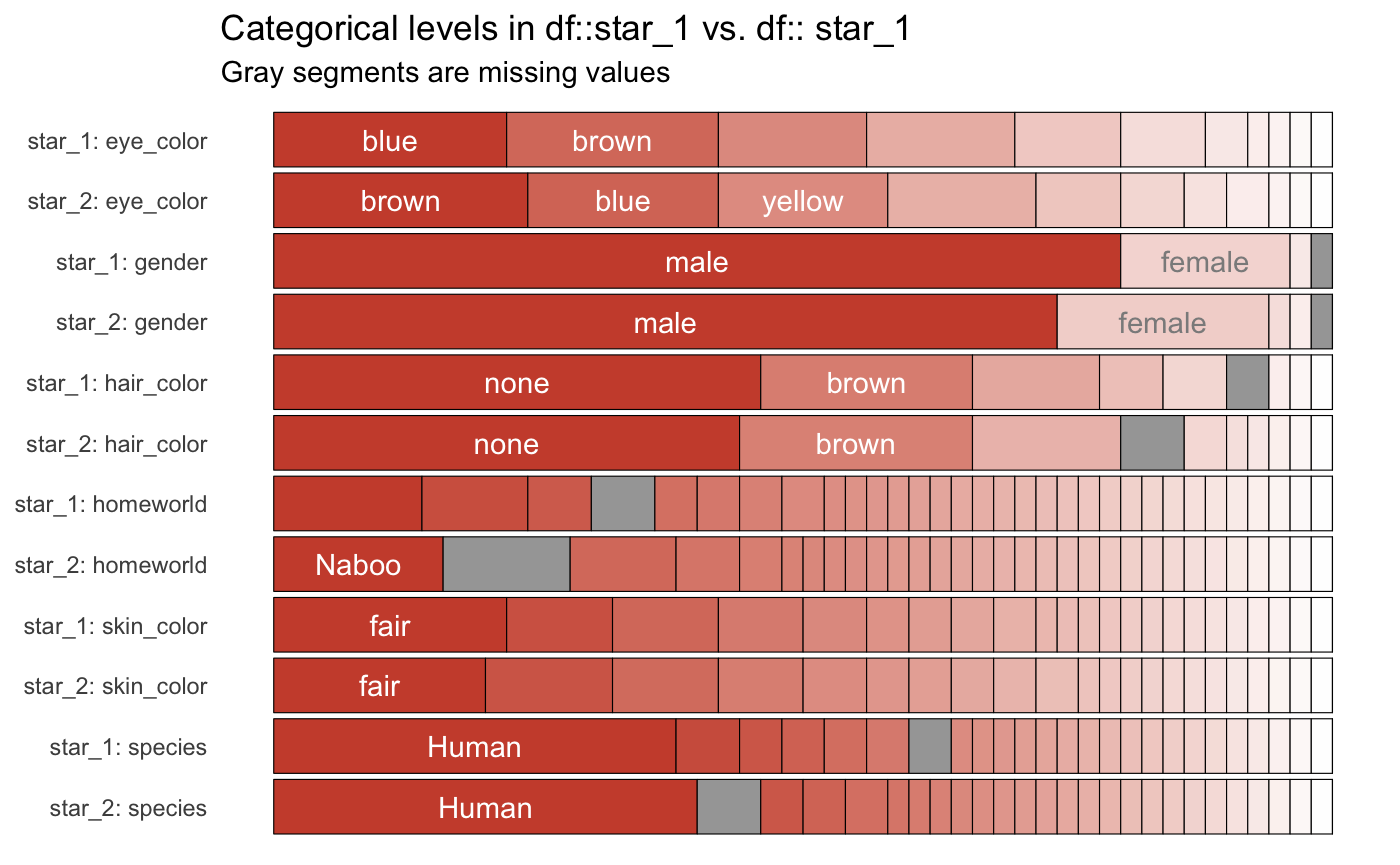 Categorical levels in df::star_1 vs. df:: star_1
Gray segments are missing values
star_1: eye_color blue brown
star_2: eye_color brown blue yellow
star_1: gender male female
star_2: gender male female
star_1: hair_color none brown
star_2: hair_color none brown
star_1: homeworld
star_2: homeworld Naboo
star_1: skin_color fair
star_2: skin_color fair
star_1: species Human
star_2: species Human